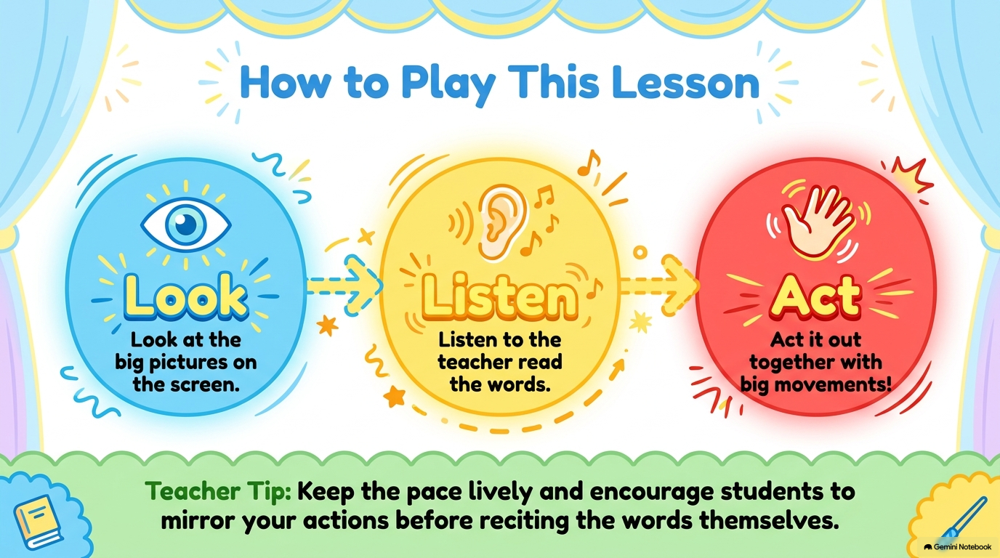 How to Play This Lesson
Look
Look at the
big pictures on
the screen.
Listen
Listen to the
teacher read
the words.
Act
Act it out
together with
big movements!
Teacher Tip: Keep the pace lively and encourage students to
mirror your actions before reciting the words themselves.
Gemini Notebook